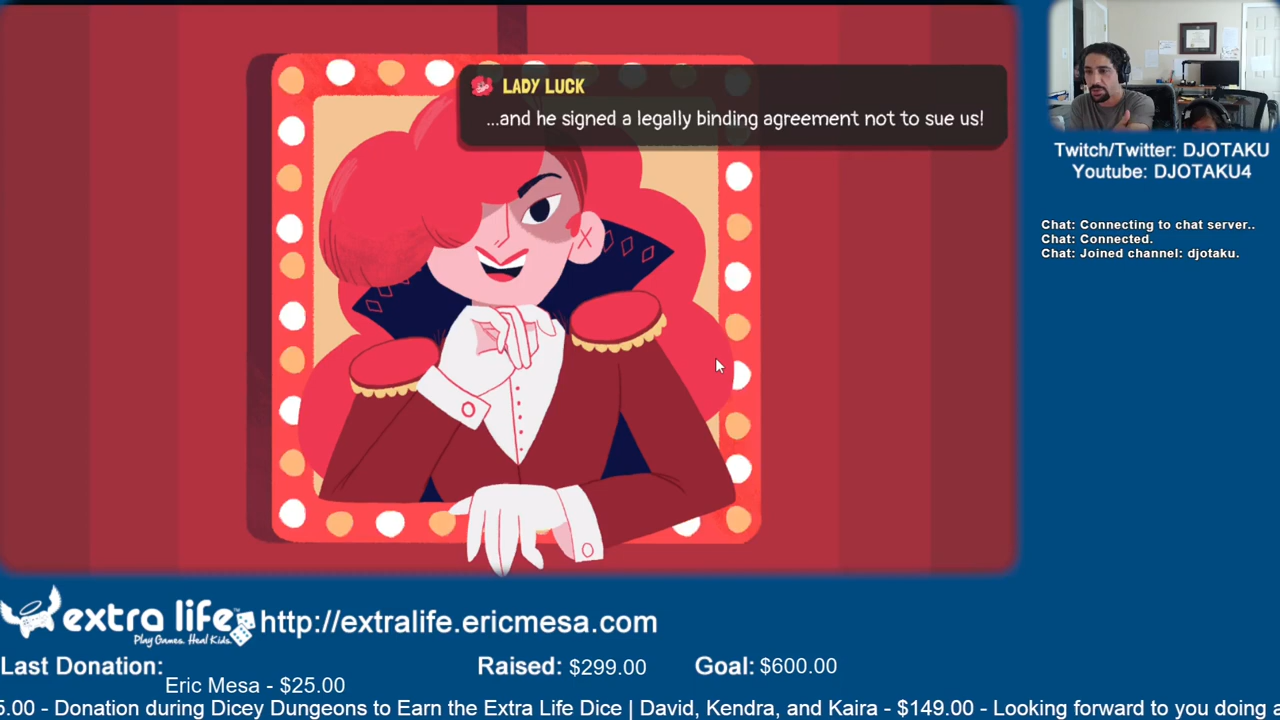 LADY LUCK
...and he signed a legally binding agreement not to sue us!
Twitch/Twitter: DJOTAKU
Youtube: DJOTAKU4
Chat: Connecting to chat server..
Chat: Connected.
Chat: Joined channel: djotaku.
extra life
Play Games. Heal Kids.
http://extralife.ericmesa.com
Last Donation:
Eric Mesa - $25.00
Raised: $299.00
Goal: $600.00
5.00 - Donation during Dicey Dungeons to Earn the Extra Life Dice | David, Kendra, and Kaira - $149.00 - Looking forward to you doing a